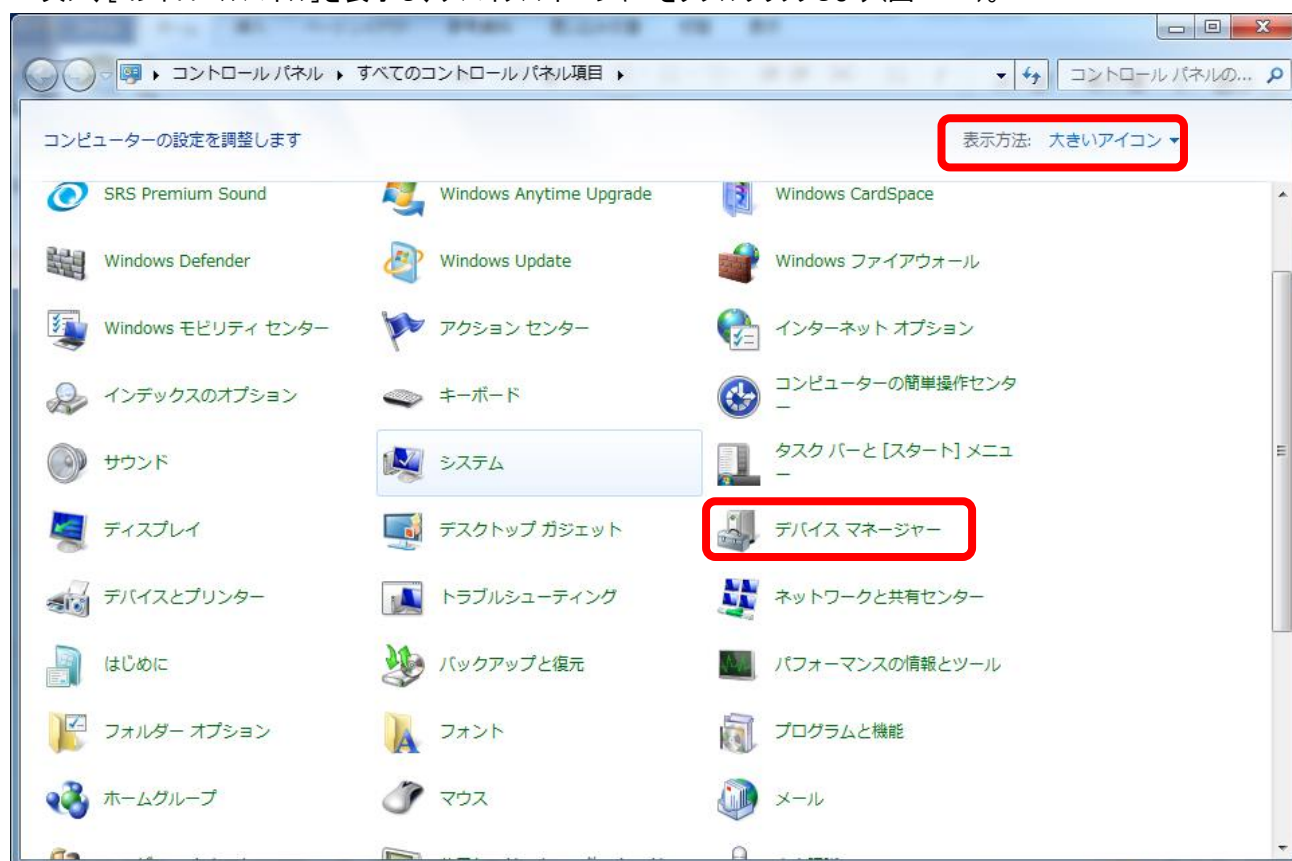 コントロール パネル ▸ すべてのコントロール パネル項目 ▸
コントロール パネルの...
コンピューターの設定を調整します
表示方法: 大きいアイコン
SRS Premium Sound
Windows Anytime Upgrade
Windows CardSpace
Windows Defender
Windows Update
Windows ファイアウォール
Windows モビリティ センター
アクション センター
インターネット オプション
インデックスのオプション
キーボード
コンピューターの簡単操作センタ
ー
サウンド
システム
タスク バーと [スタート] メニュ
ー
ディスプレイ
デスクトップ ガジェット
デバイス マネージャー
デバイスとプリンター
トラブルシューティング
ネットワークと共有センター
はじめに
バックアップと復元
パフォーマンスの情報とツール
フォルダー オプション
フォント
プログラムと機能
ホームグループ
マウス
メール